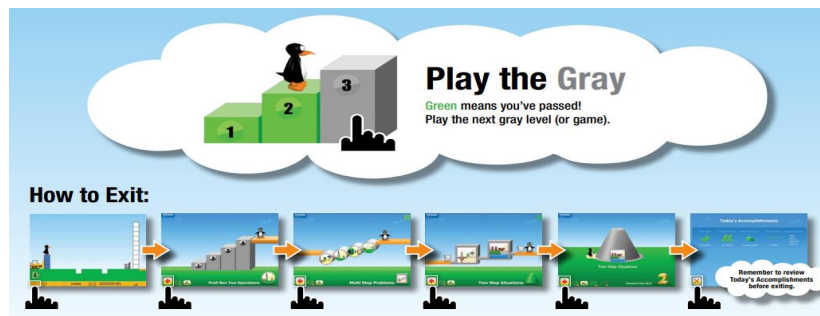 Play the Gray
Green means you've passed!
Play the next gray level (or game).
1
2
3
How to Exit:
Push Box Two Operations
Multi Step Problems
Two Step Situations
Two Step Situations
2
Today's Accomplishments
Remember to review
Today's Accomplishments
before exiting.